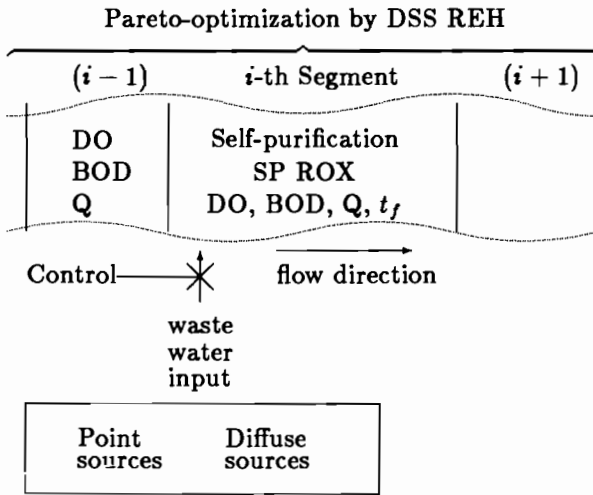 Pareto-optimization by DSS REH
(i − 1) i-th Segment (i + 1)
DO Self-purification
BOD SP ROX
Q DO, BOD, Q, t_f
Control flow direction
waste
water
input
Point Diffuse
sources sources